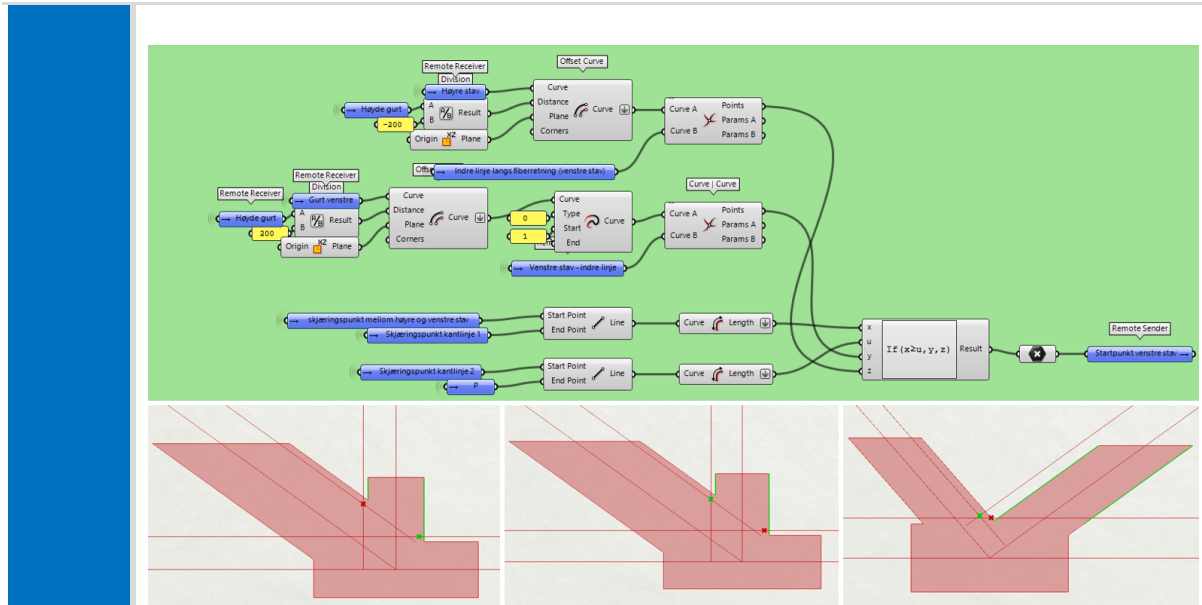 Remote Receiver
Division
Offset Curve
→ Høyre stav
→ Høyde gurt
-200
A
B
A/B
Result
Origin
XZ
Plane
Curve
Distance
Plane
Corners
Curve
Curve A
Curve B
Points
Params A
Params B
Offs
→ Indre linje langs fiberretning (venstre stav)
Remote Receiver
Remote Receiver
Division
→ Gurt venstre
→ Høyde gurt
200
A
B
A/B
Result
Origin
XZ
Plane
Curve
Distance
Plane
Corners
Curve
0
1
Curve
Type
Start
End
Curve
→ Venstre stav - indre linje
Curve | Curve
Curve A
Curve B
Points
Params A
Params B
→ skjæringspunkt mellom høyre og venstre stav
→ Skjæringspunkt kantlinje 1
Start Point
End Point
Line
Curve
Length
→ Skjæringspunkt kantlinje 2
→ P
Start Point
End Point
Line
Curve
Length
x
u
y
z
If(x≥u,y,z)
Result
Remote Sender
Startpunkt venstre stav →